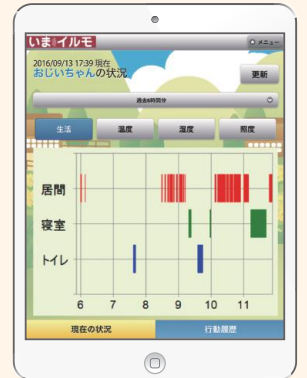 いまイルモ
メニュー
2016/09/13 17:39 現在
おじいちゃんの状況
更新
過去6時間分
生活
温度
湿度
照度
居間
寝室
トイレ
6 7 8 9 10 11
現在の状況
行動履歴